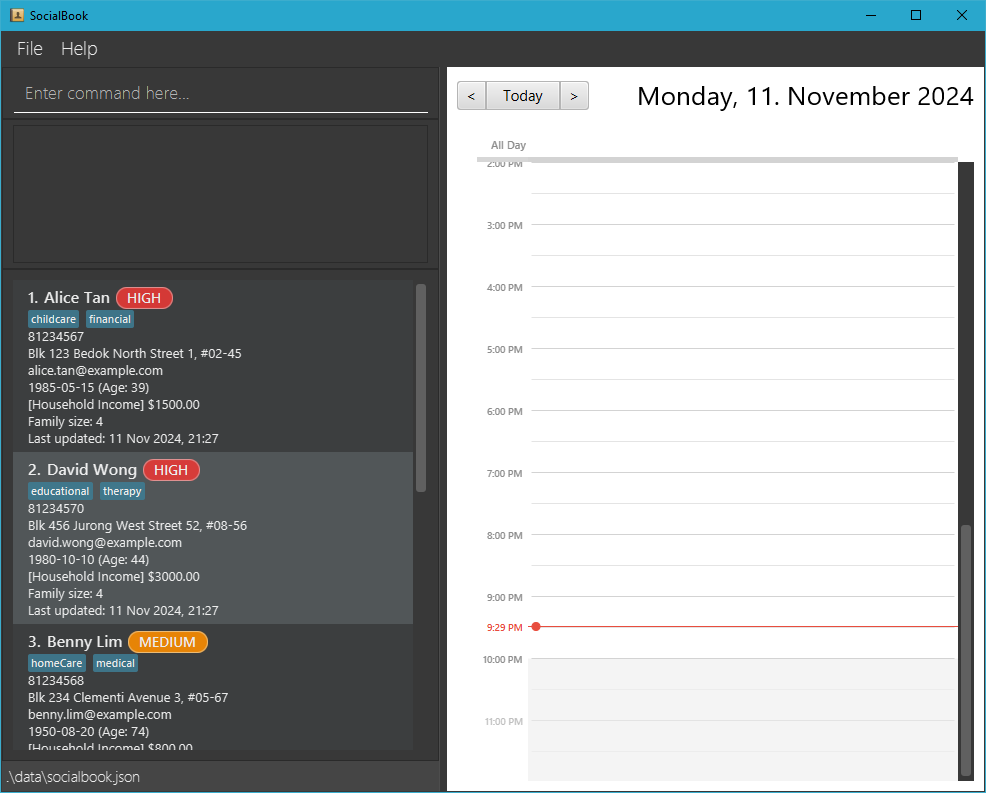 SocialBook
File Help
Enter command here...
1. Alice Tan HIGH
childcare financial
81234567
Blk 123 Bedok North Street 1, #02-45
alice.tan@example.com
1985-05-15 (Age: 39)
[Household Income] $1500.00
Family size: 4
Last updated: 11 Nov 2024, 21:27
2. David Wong HIGH
educational therapy
81234570
Blk 456 Jurong West Street 52, #08-56
david.wong@example.com
1980-10-10 (Age: 44)
[Household Income] $3000.00
Family size: 4
Last updated: 11 Nov 2024, 21:27
3. Benny Lim MEDIUM
homeCare medical
81234568
Blk 234 Clementi Avenue 3, #05-67
benny.lim@example.com
1950-08-20 (Age: 74)
[Household Income] $800.00
.\data\socialbook.json
< Today > Monday, 11. November 2024
All Day
2:00 PM
3:00 PM
4:00 PM
5:00 PM
6:00 PM
7:00 PM
8:00 PM
9:00 PM
9:29 PM
10:00 PM
11:00 PM